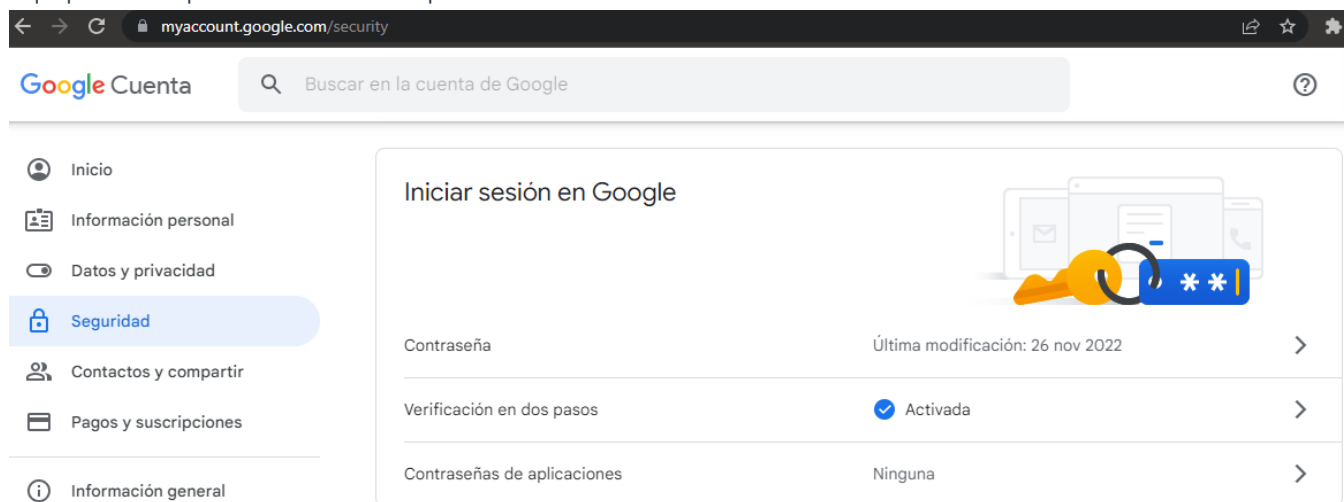 myaccount.google.com/security
Google Cuenta
Buscar en la cuenta de Google
Inicio
Información personal
Datos y privacidad
Seguridad
Contactos y compartir
Pagos y suscripciones
Información general
Iniciar sesión en Google
**
Contraseña Última modificación: 26 nov 2022
Verificación en dos pasos Activada
Contraseñas de aplicaciones Ninguna